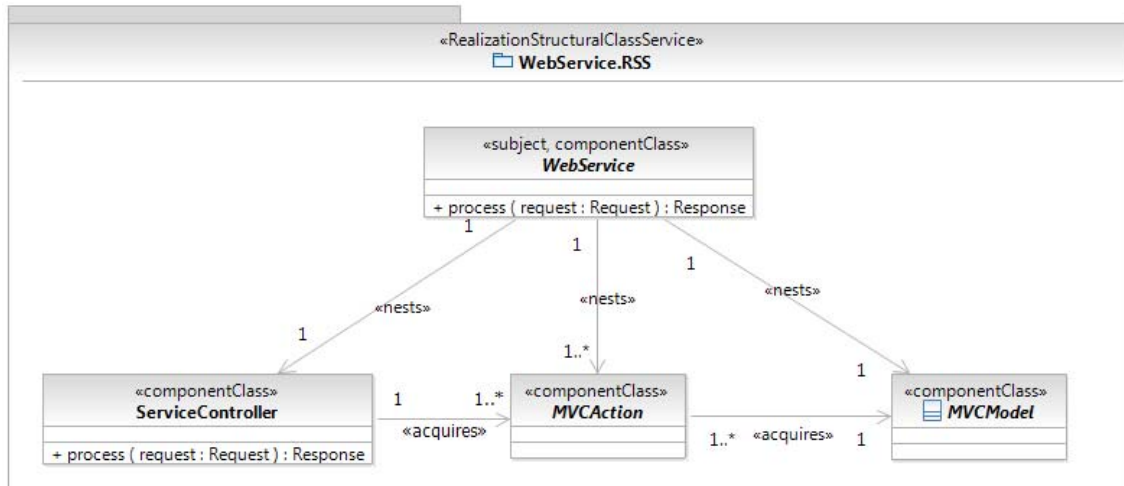 «RealizationStructuralClassService»
WebService.RSS
«subject, componentClass»
WebService
+ process ( request : Request ) : Response
1
1
1
«nests»
«nests»
«nests»
1
1..*
1
«componentClass»
ServiceController
+ process ( request : Request ) : Response
1
1..*
«acquires»
«componentClass»
MVCAction
1..*
«acquires»
1
«componentClass»
MVCModel